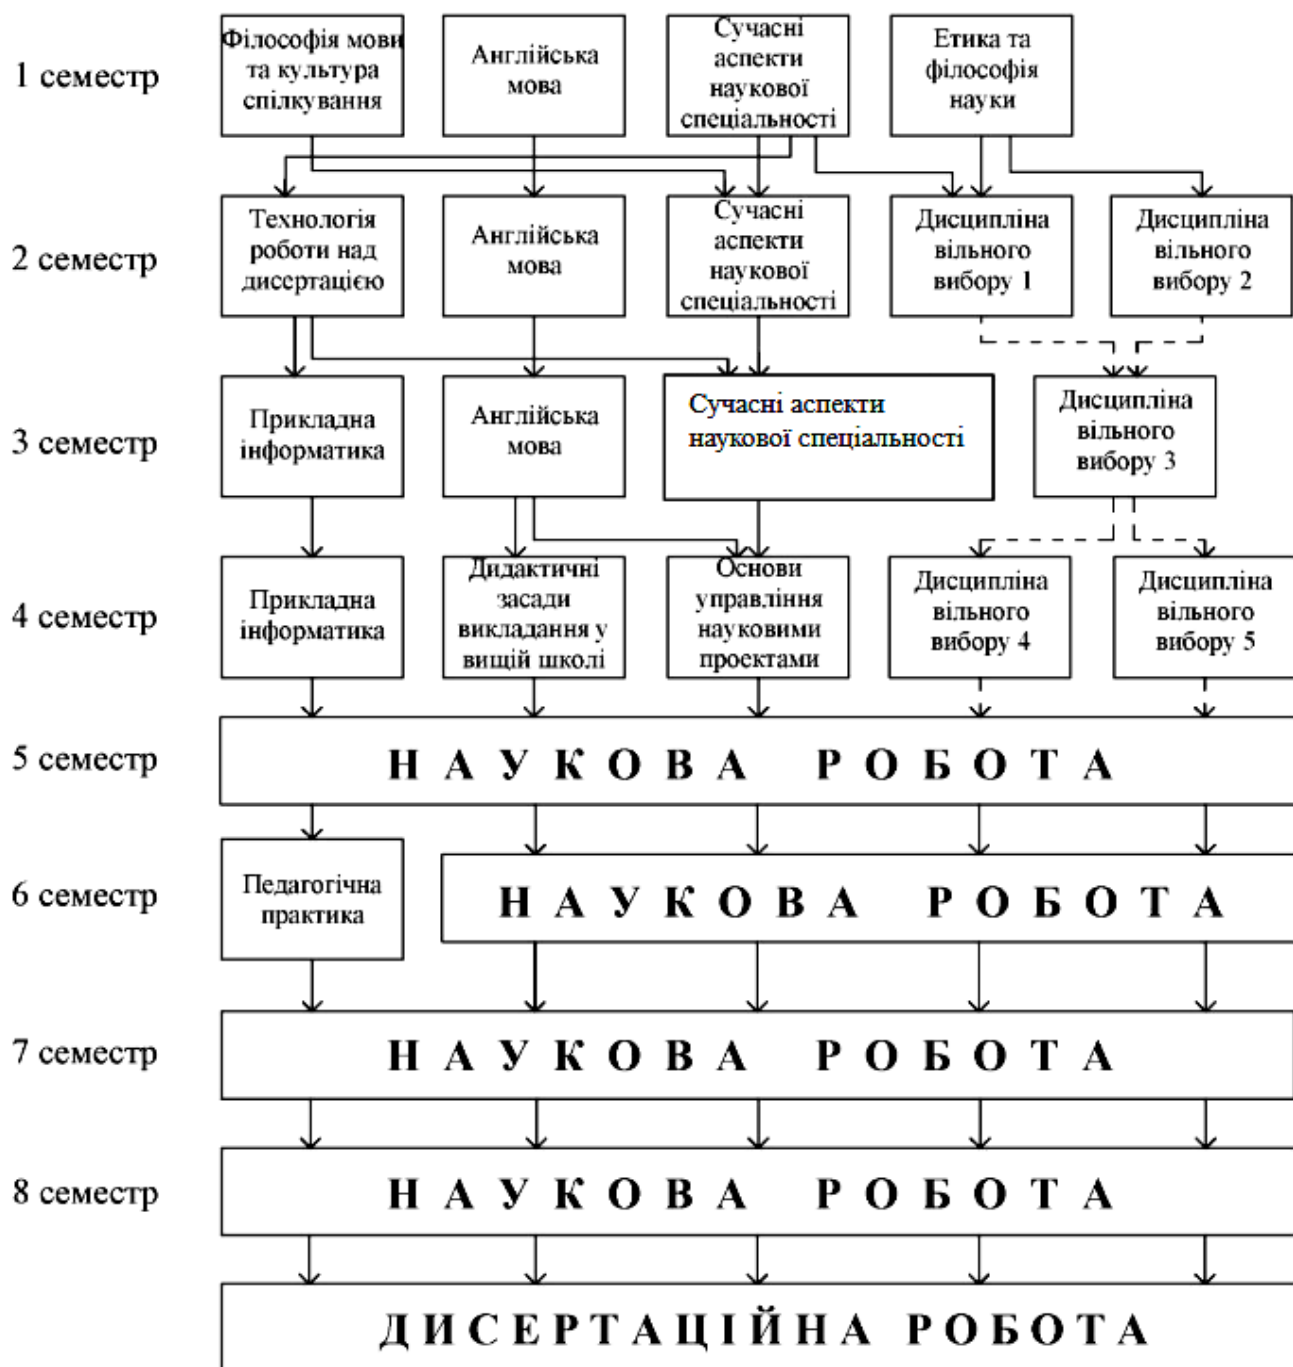 1 семестр
Філософія мови
та культура
спілкування
Англійська
мова
Сучасні
аспекти
наукової
спеціальності
Етика та
філософія
науки
2 семестр
Технологія
роботи над
дисертацією
Англійська
мова
Сучасні
аспекти
наукової
спеціальності
Дисципліна
вільного
вибору 1
Дисципліна
вільного
вибору 2
3 семестр
Прикладна
інформатика
Англійська
мова
Сучасні аспекти
наукової спеціальності
Дисципліна
вільного
вибору 3
4 семестр
Прикладна
інформатика
Дидактичні
засади
викладання у
вищій школі
Основи
управління
науковими
проектами
Дисципліна
вільного
вибору 4
Дисципліна
вільного
вибору 5
5 семестр
НАУКОВА РОБОТА
6 семестр
Педагогічна
практика
НАУКОВА РОБОТА
7 семестр
НАУКОВА РОБОТА
8 семестр
НАУКОВА РОБОТА
ДИСЕРТАЦІЙНА РОБОТА